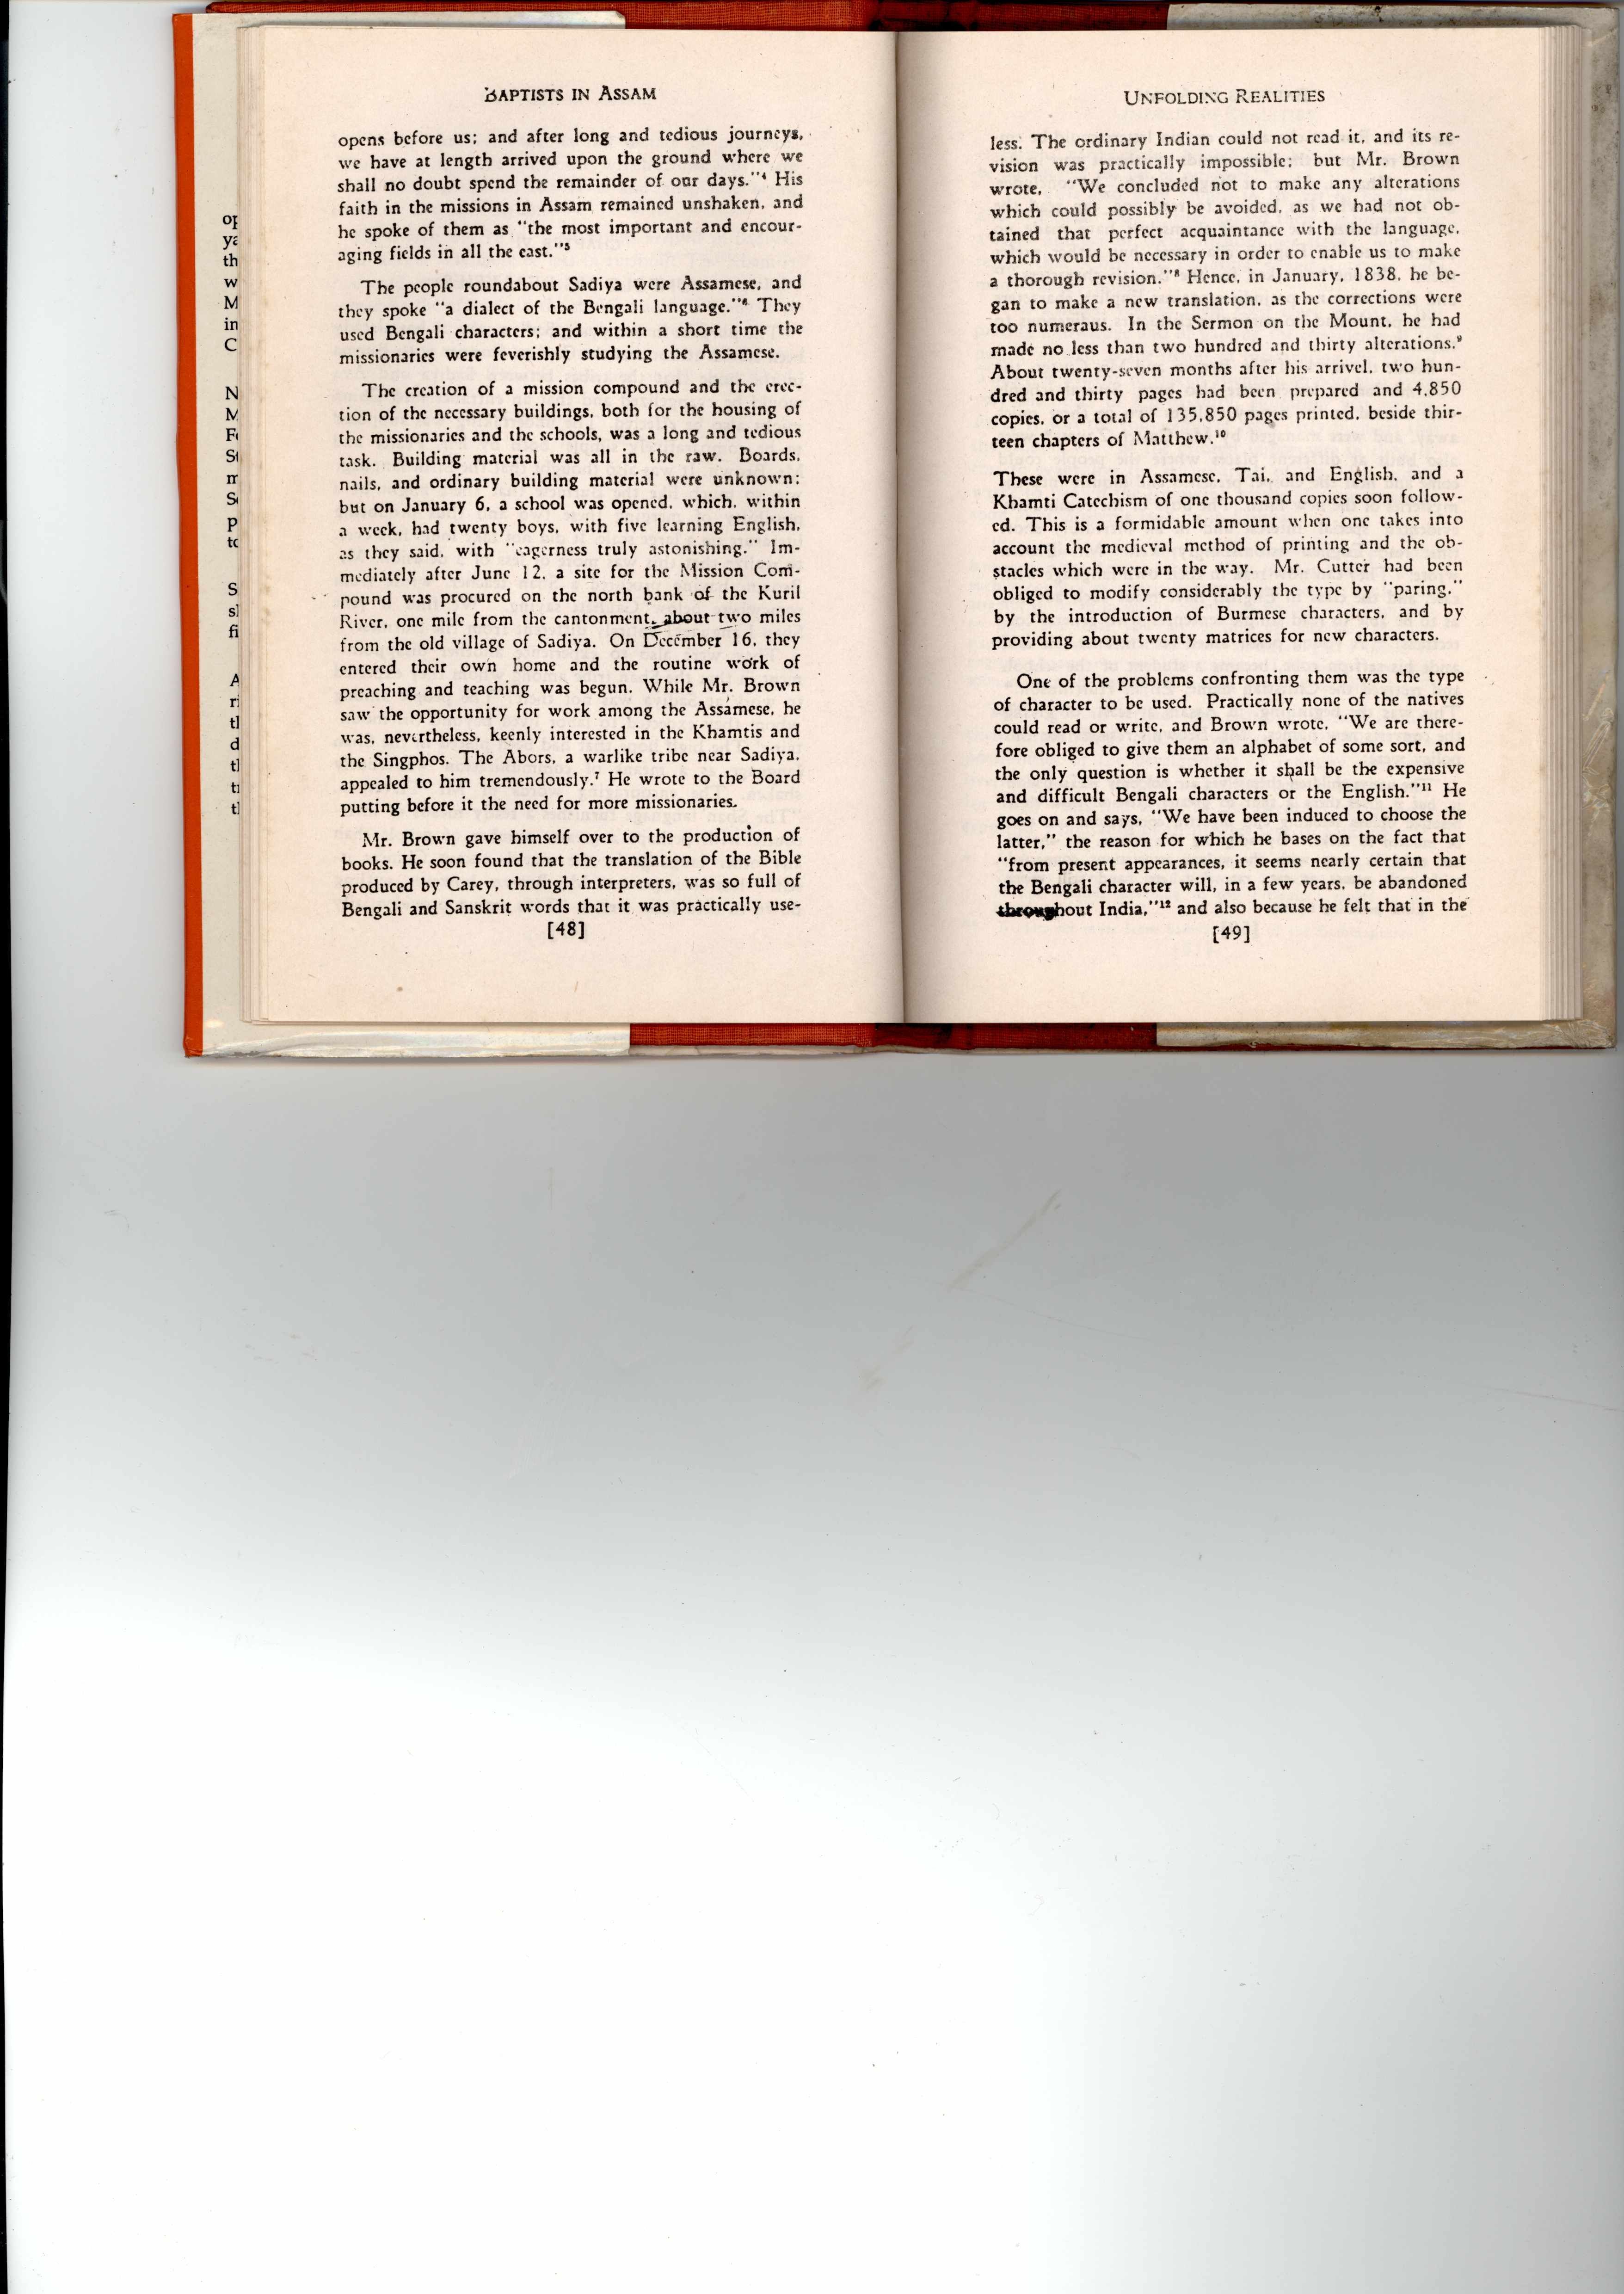 BAPTISTS IN ASSAM
opens before us; and after long and tedious journeys,
we have at length arrived upon the ground where we
shall no doubt spend the remainder of our days."⁴ His
faith in the missions in Assam remained unshaken, and
he spoke of them as "the most important and encour-
aging fields in all the east."⁵
The people roundabout Sadiya were Assamese, and
they spoke "a dialect of the Bengali language."⁶ They
used Bengali characters; and within a short time the
missionaries were feverishly studying the Assamese.
The creation of a mission compound and the erec-
tion of the necessary buildings, both for the housing of
the missionaries and the schools, was a long and tedious
task. Building material was all in the raw. Boards,
nails, and ordinary building material were unknown;
but on January 6, a school was opened, which, within
a week, had twenty boys, with five learning English,
as they said, with "eagerness truly astonishing." Im-
mediately after June 12, a site for the Mission Com-
pound was procured on the north bank of the Kuril
River, one mile from the cantonment, about two miles
from the old village of Sadiya. On December 16, they
entered their own home and the routine work of
preaching and teaching was begun. While Mr. Brown
saw the opportunity for work among the Assamese, he
was, nevertheless, keenly interested in the Khamtis and
the Singphos. The Abors, a warlike tribe near Sadiya,
appealed to him tremendously.⁷ He wrote to the Board
putting before it the need for more missionaries.
Mr. Brown gave himself over to the production of
books. He soon found that the translation of the Bible
produced by Carey, through interpreters, was so full of
Bengali and Sanskrit words that it was practically use-
[48]
UNFOLDING REALITIES
less. The ordinary Indian could not read it, and its re-
vision was practically impossible; but Mr. Brown
wrote, "We concluded not to make any alterations
which could possibly be avoided, as we had not ob-
tained that perfect acquaintance with the language,
which would be necessary in order to enable us to make
a thorough revision."⁸ Hence, in January, 1838, he be-
gan to make a new translation, as the corrections were
too numeraus. In the Sermon on the Mount, he had
made no less than two hundred and thirty alterations.⁹
About twenty-seven months after his arrivel, two hun-
dred and thirty pages had been prepared and 4,850
copies, or a total of 135,850 pages printed, beside thir-
teen chapters of Matthew.¹⁰
These were in Assamese, Tai, and English, and a
Khamti Catechism of one thousand copies soon follow-
ed. This is a formidable amount when one takes into
account the medieval method of printing and the ob-
stacles which were in the way. Mr. Cutter had been
obliged to modify considerably the type by "paring,"
by the introduction of Burmese characters, and by
providing about twenty matrices for new characters.
One of the problems confronting them was the type
of character to be used. Practically none of the natives
could read or write, and Brown wrote, "We are there-
fore obliged to give them an alphabet of some sort, and
the only question is whether it shall be the expensive
and difficult Bengali characters or the English."¹¹ He
goes on and says, "We have been induced to choose the
latter," the reason for which he bases on the fact that
"from present appearances, it seems nearly certain that
the Bengali character will, in a few years, be abandoned
throughout India,"¹² and also because he felt that in the
[49]